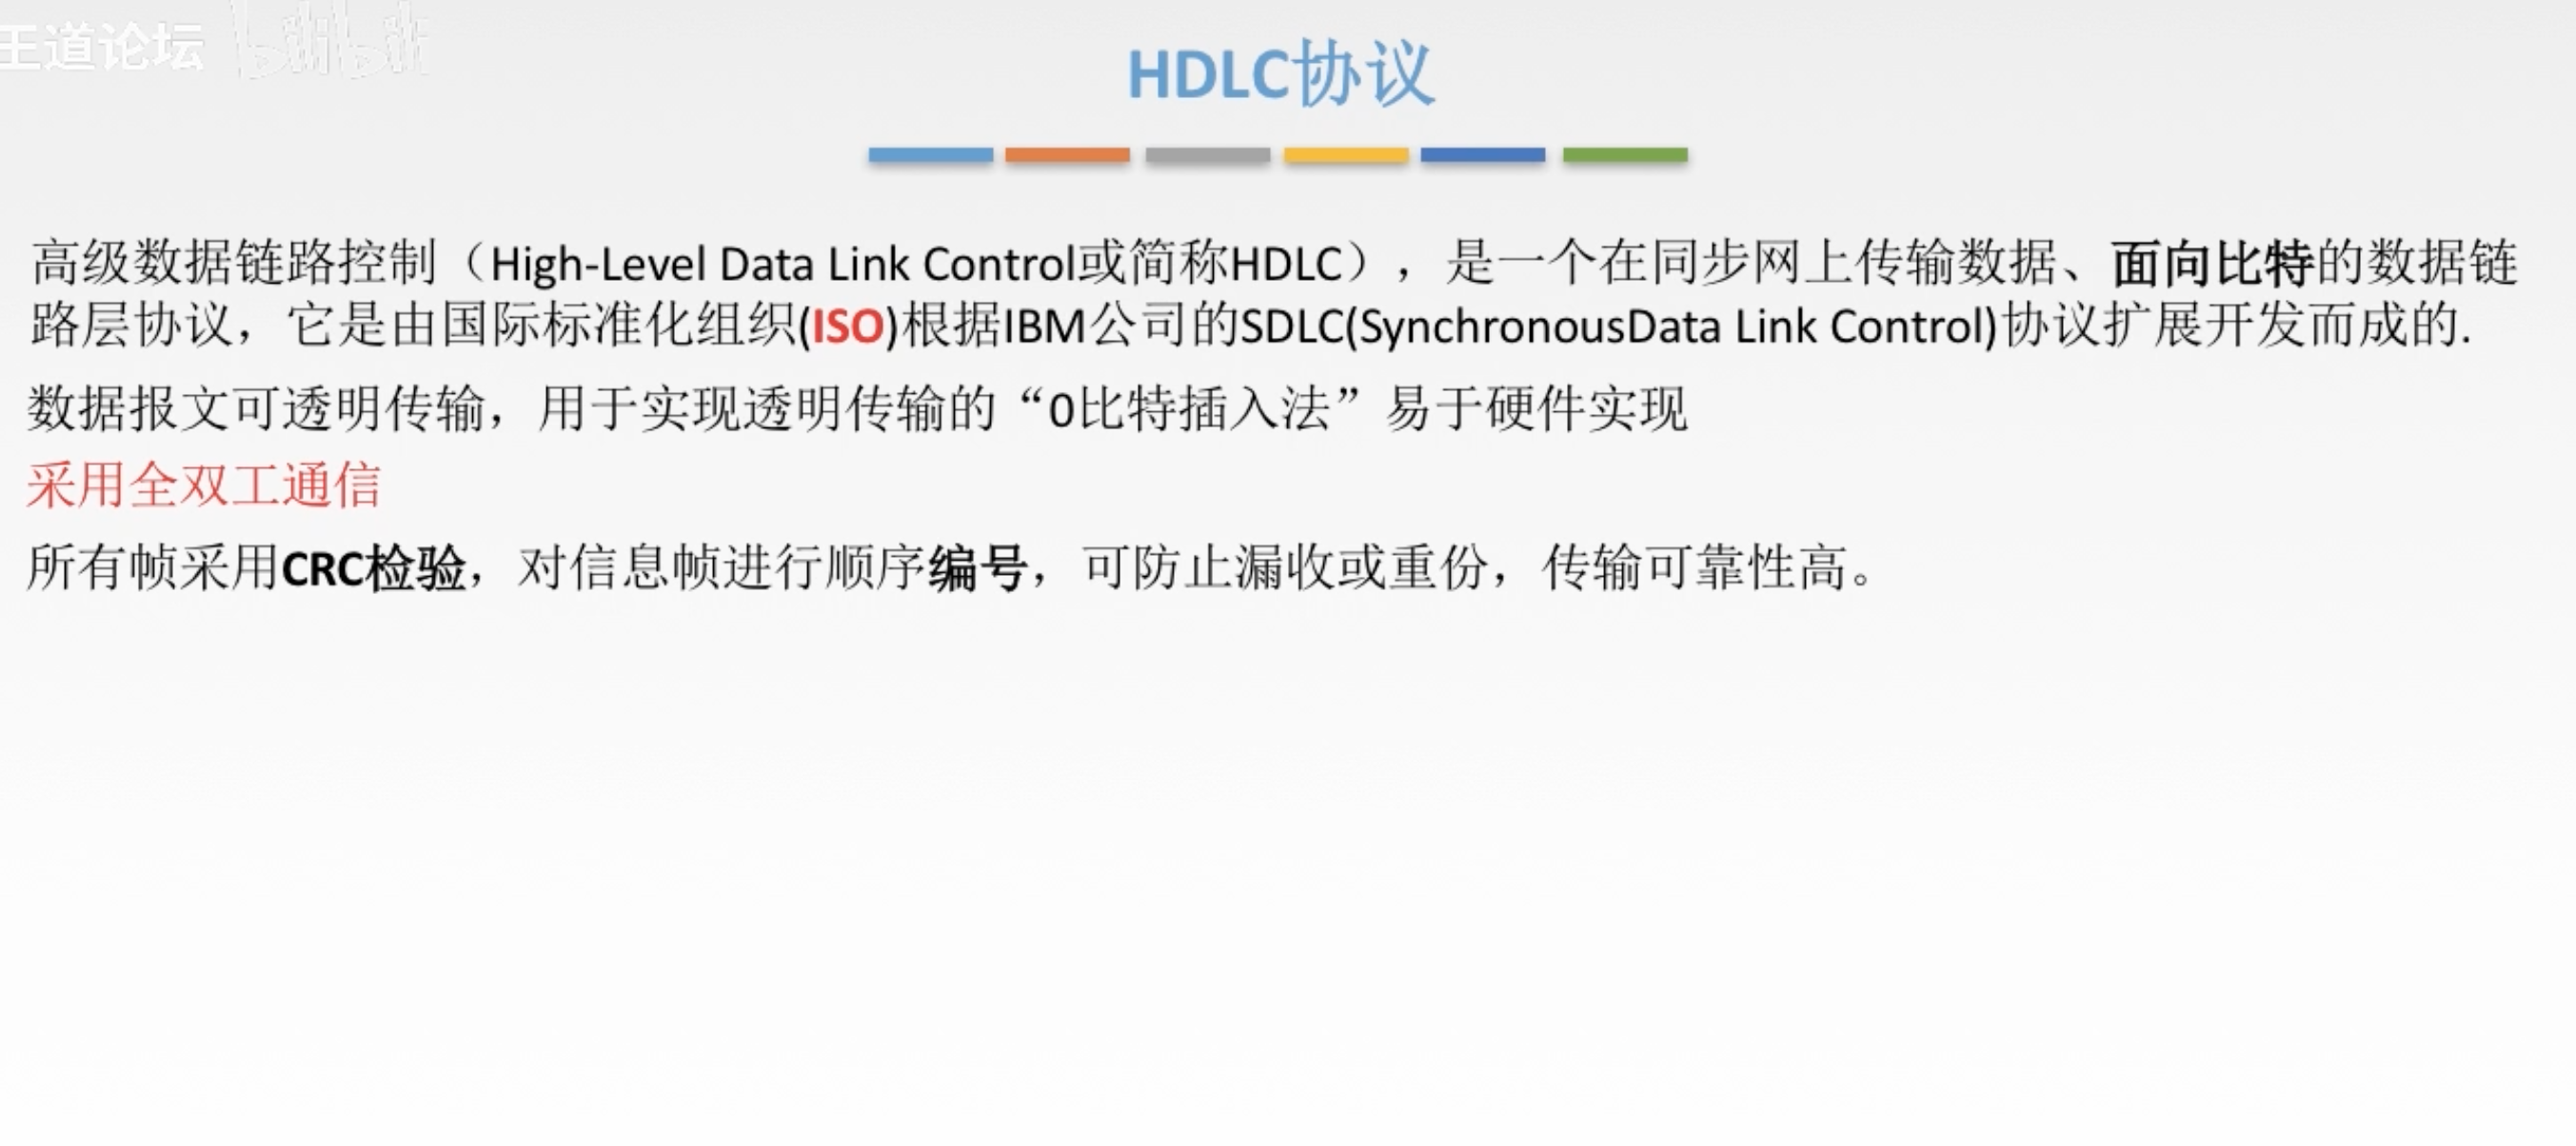 王道论坛 bilibili
HDLC协议
高级数据链路控制（High-Level Data Link Control或简称HDLC），是一个在同步网上传输数据、面向比特的数据链
路层协议，它是由国际标准化组织(ISO)根据IBM公司的SDLC(SynchronousData Link Control)协议扩展开发而成的.
数据报文可透明传输，用于实现透明传输的“0比特插入法”易于硬件实现
采用全双工通信
所有帧采用CRC检验，对信息帧进行顺序编号，可防止漏收或重份，传输可靠性高。